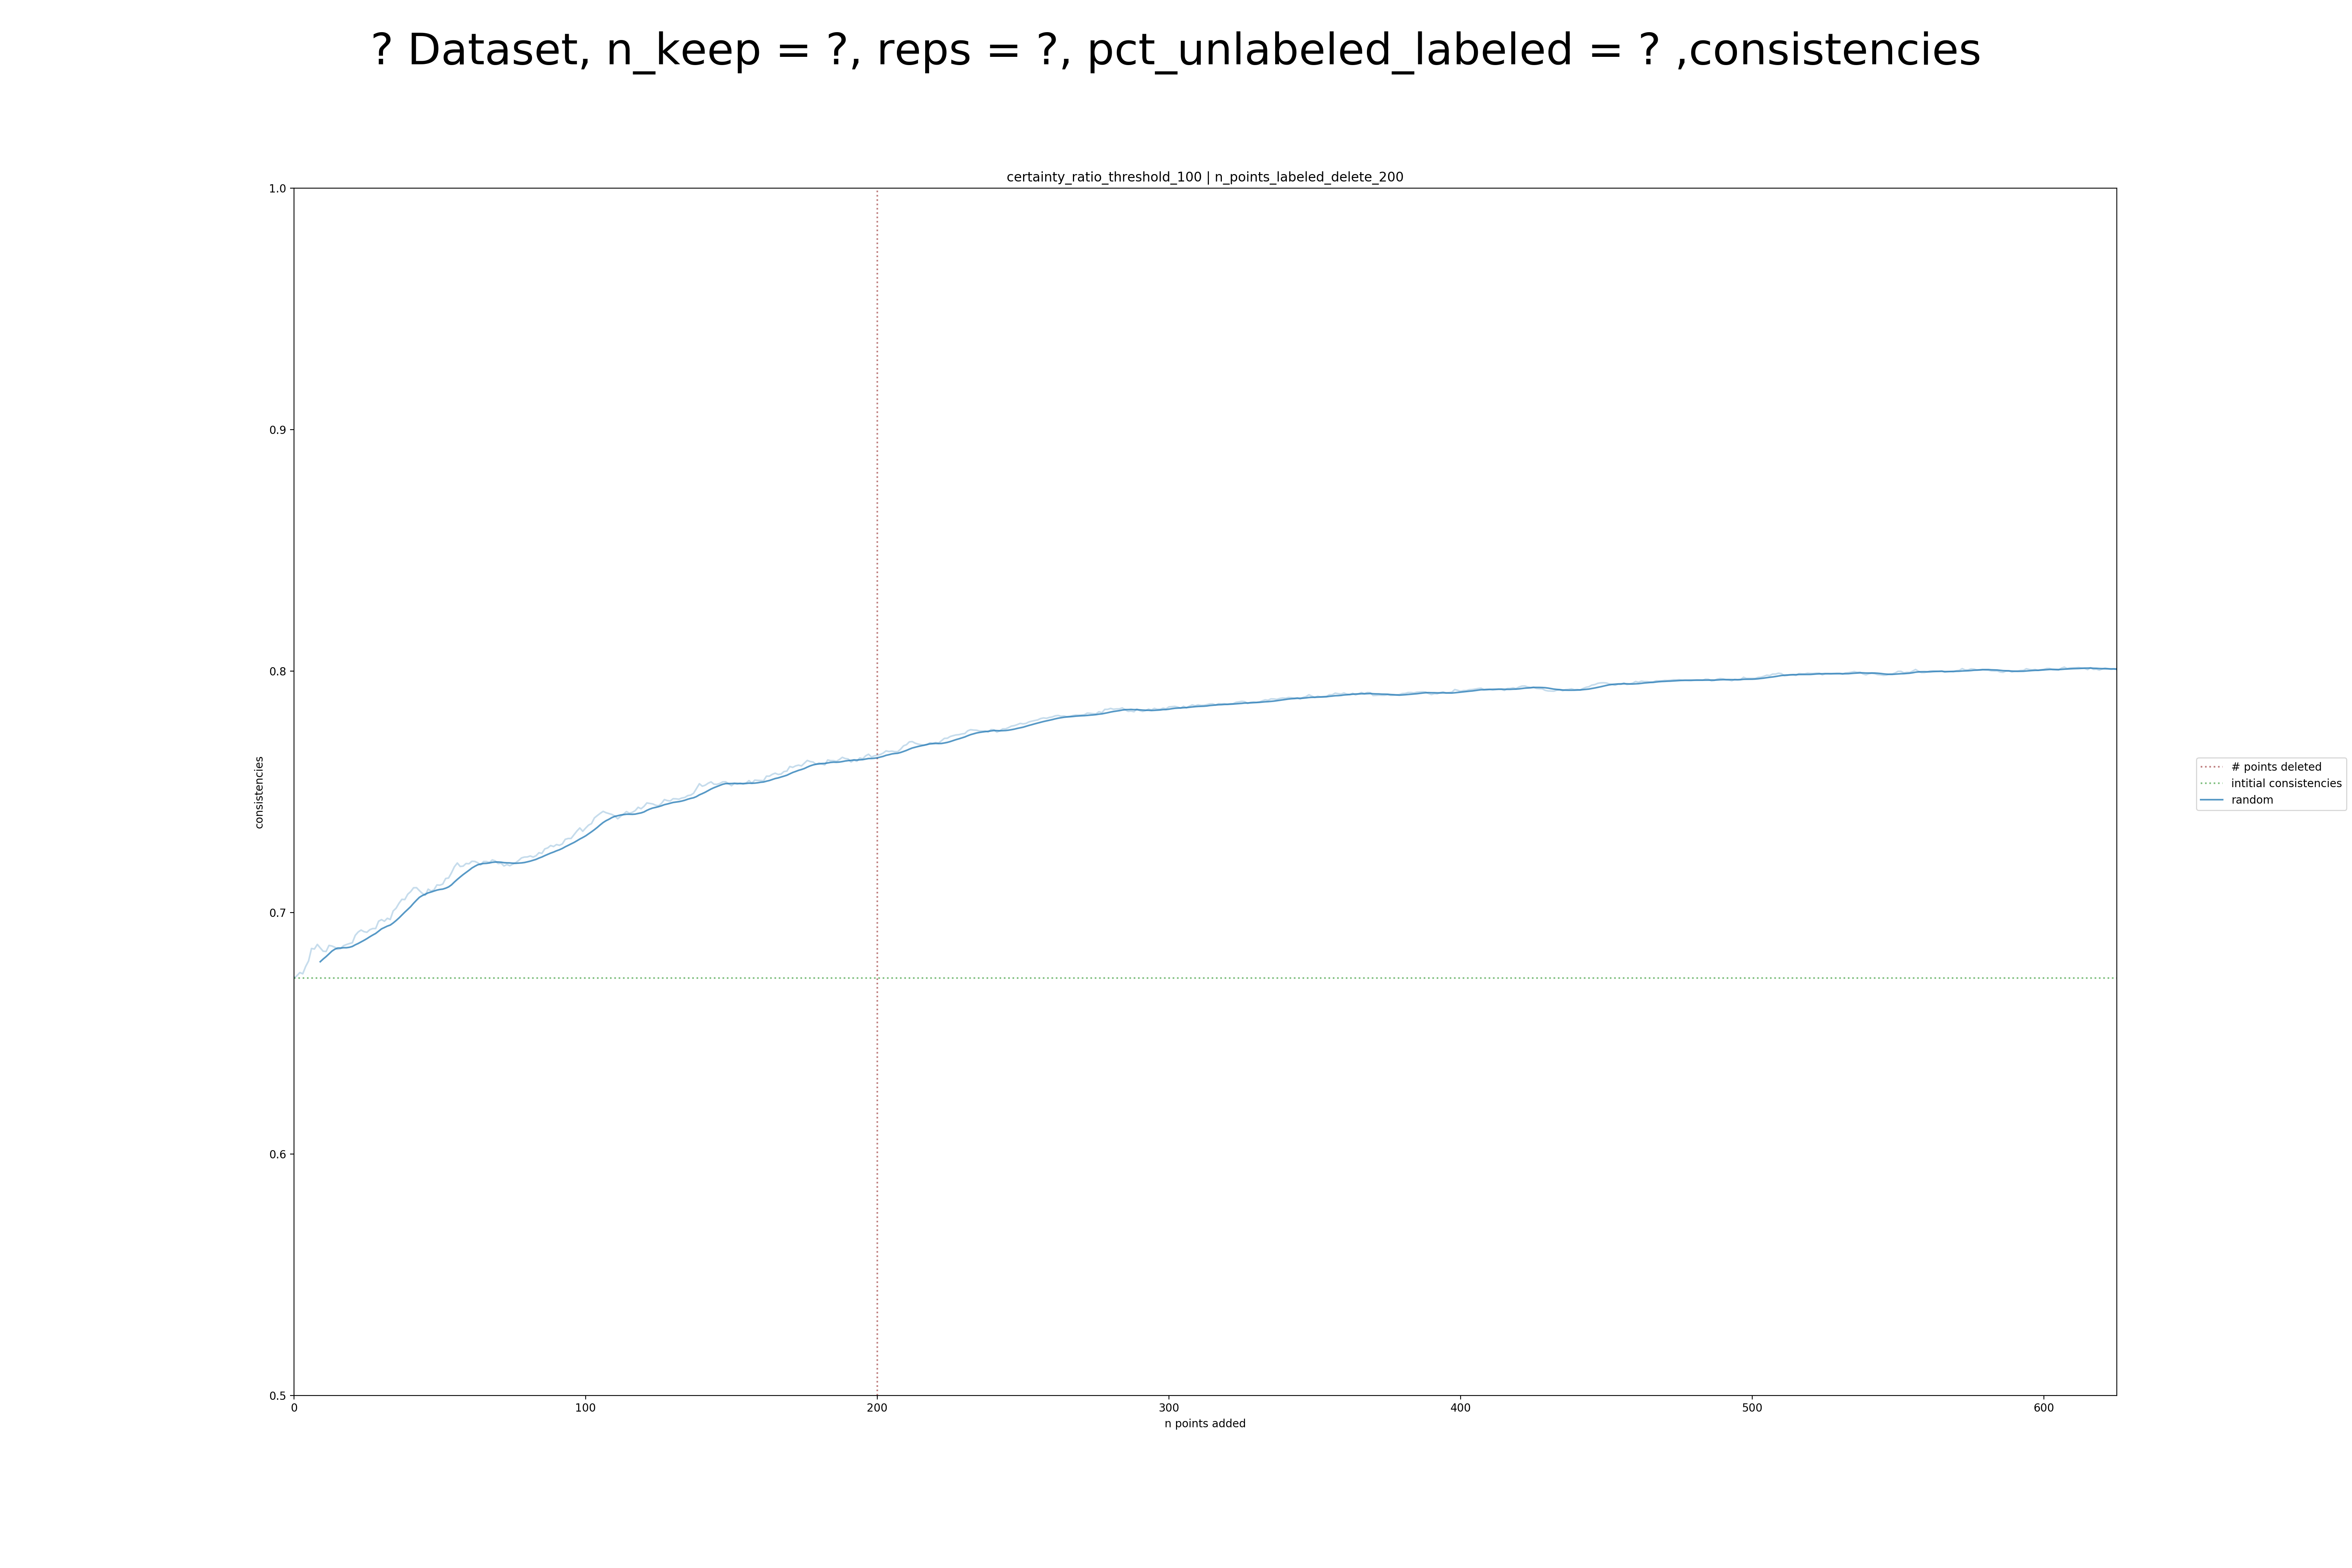 ? Dataset, n_keep = ?, reps = ?, pct_unlabeled_labeled = ? ,consistencies
certainty_ratio_threshold_100 | n_points_labeled_delete_200
1.0
0.9
0.8
0.7
0.6
0.5
consistencies
0 100 200 300 400 500 600
n points added
# points deleted
intitial consistencies
random